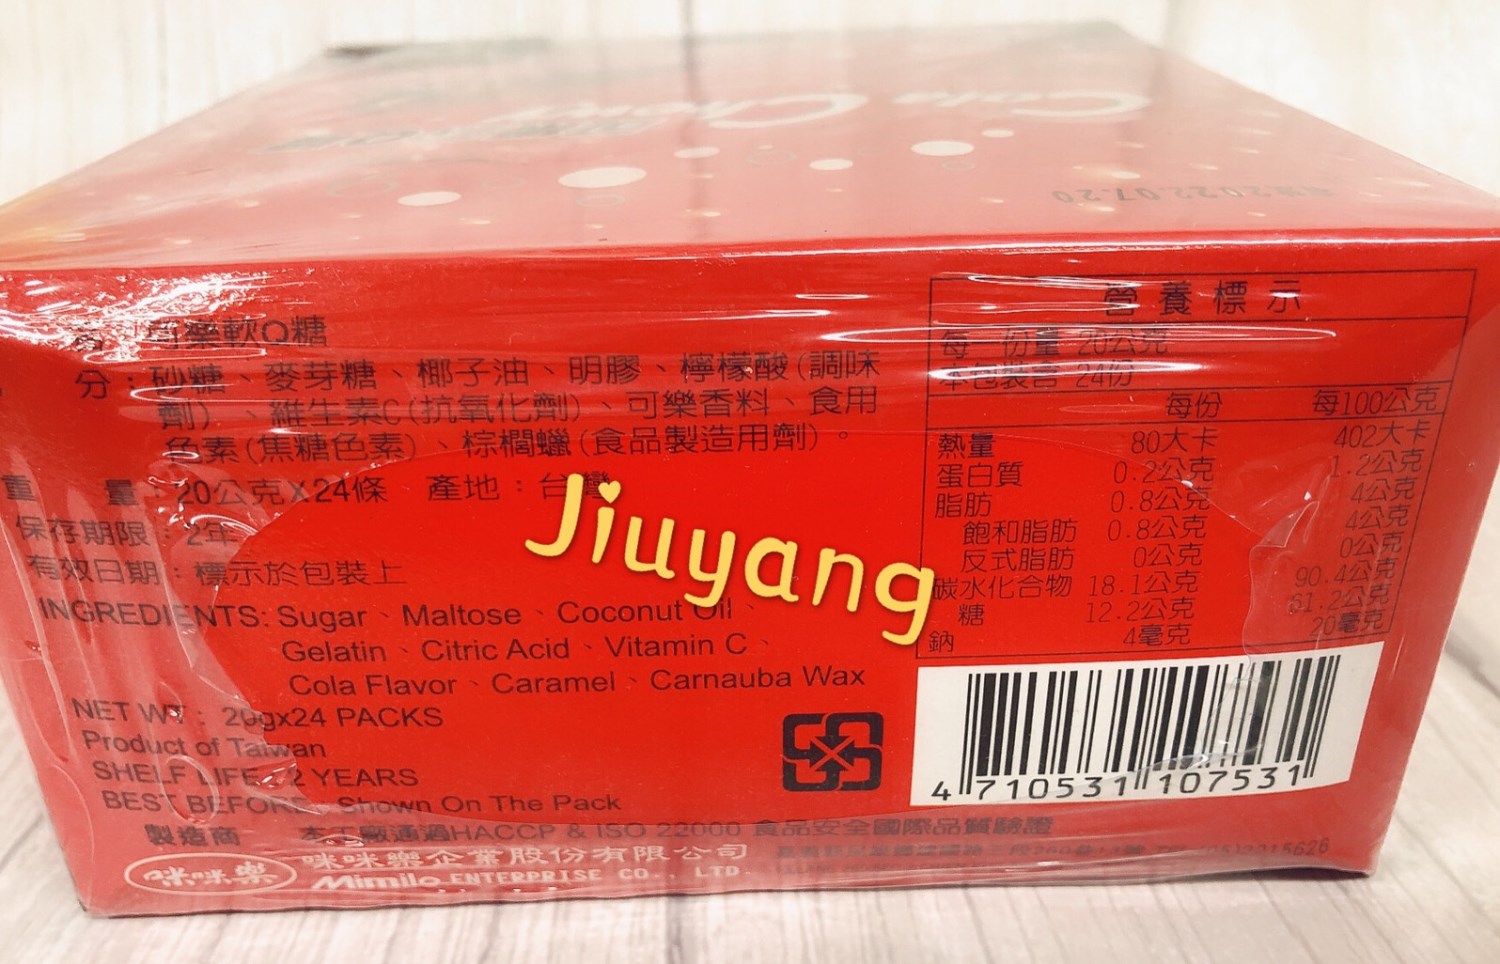 2022.07.20
品名：可樂軟Q糖
成分：砂糖、麥芽糖、椰子油、明膠、檸檬酸(調味
劑)、維生素C(抗氧化劑)、可樂香料、食用
色素(焦糖色素)、棕櫚蠟(食品製造用劑)。
重量：20公克X24條 產地：台灣
保存期限：2年
有效日期：標示於包裝上
INGREDIENTS: Sugar、Maltose、Coconut Oil、
Gelatin、Citric Acid、Vitamin C、
Cola Flavor、Caramel、Carnauba Wax
NET WT： 20gx24 PACKS
Product of Taiwan
SHELF LIFE：2 YEARS
BEST BEFORE：Shown On The Pack
製造商 本工廠通過HACCP & ISO 22000 食品安全國際品質驗證
咪咪樂 咪咪樂企業股份有限公司
Mimilo ENTERPRISE CO., LTD.
Jiuyang
營養標示
每一份量 20公克
本包裝含 24份
每份 每100公克
熱量 80大卡 402大卡
蛋白質 0.2公克 1.2公克
脂肪 0.8公克 4公克
飽和脂肪 0.8公克 4公克
反式脂肪 0公克 0公克
碳水化合物 18.1公克 90.4公克
糖 12.2公克 61.2公克
鈉 4毫克 20毫克
4 710531 107531